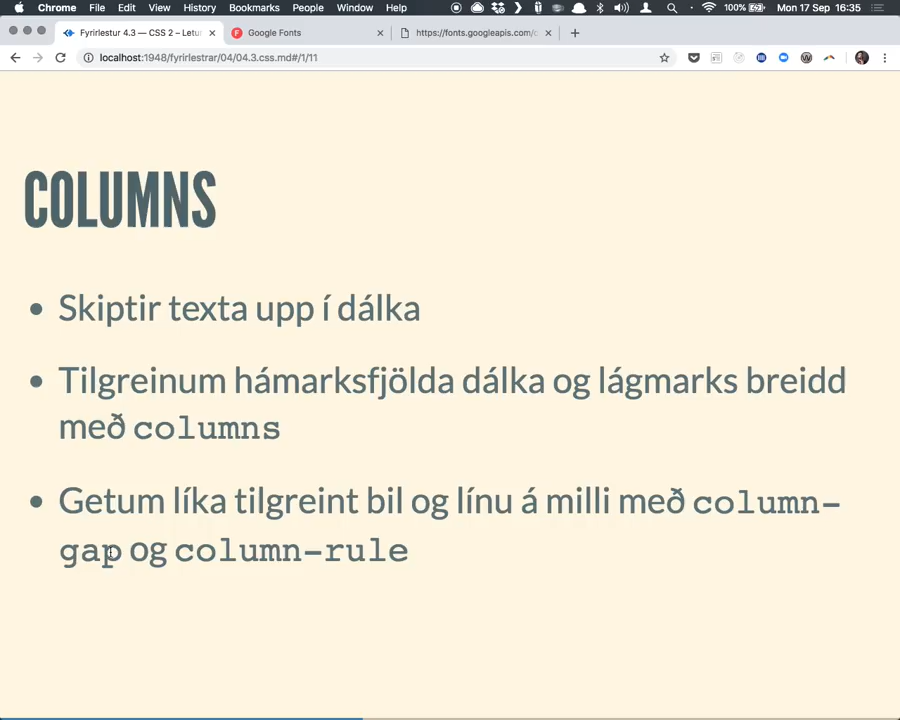 Chrome File Edit View History Bookmarks People Window Help 100% Mon 17 Sep 16:35
Fyrirlestur 4.3 — CSS 2 – Letur Google Fonts https://fonts.googleapis.com/c
localhost:1948/fyrirlestrar/04/04.3.css.md#/1/11
COLUMNS
• Skiptir texta upp í dálka
• Tilgreinum hámarksfjölda dálka og lágmarks breidd
með columns
• Getum líka tilgreint bil og línu á milli með column-
gap og column-rule